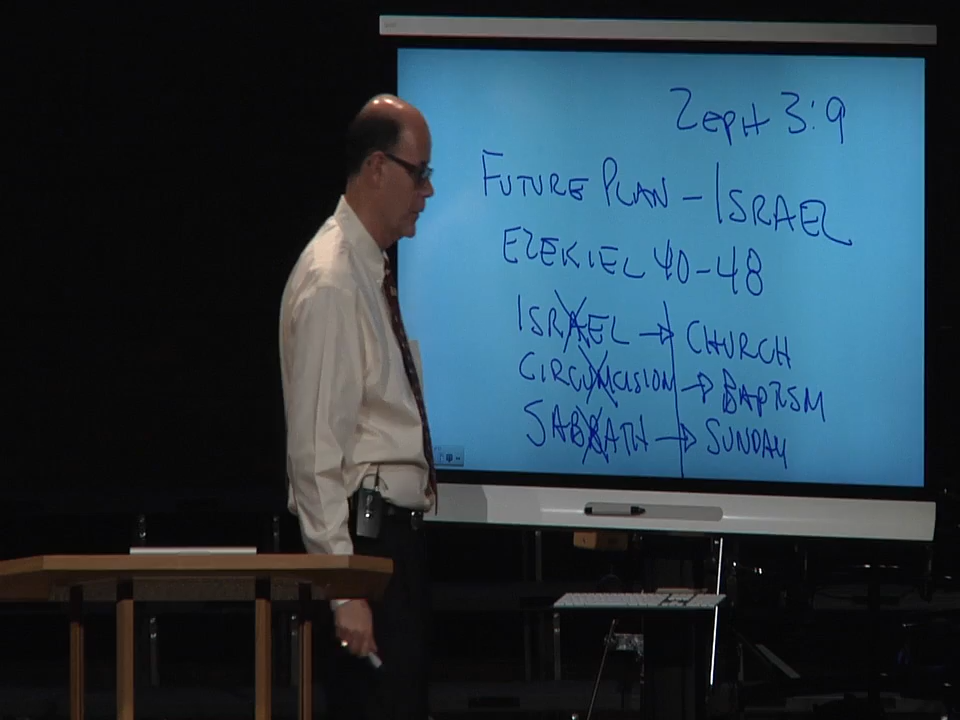 Zeph 3:9
FUTURE PLAN - ISRAEL
EZEKIEL 40-48
ISRAEL → CHURCH
CIRCUMCISION → BAPTISM
SABBATH → SUNDAY